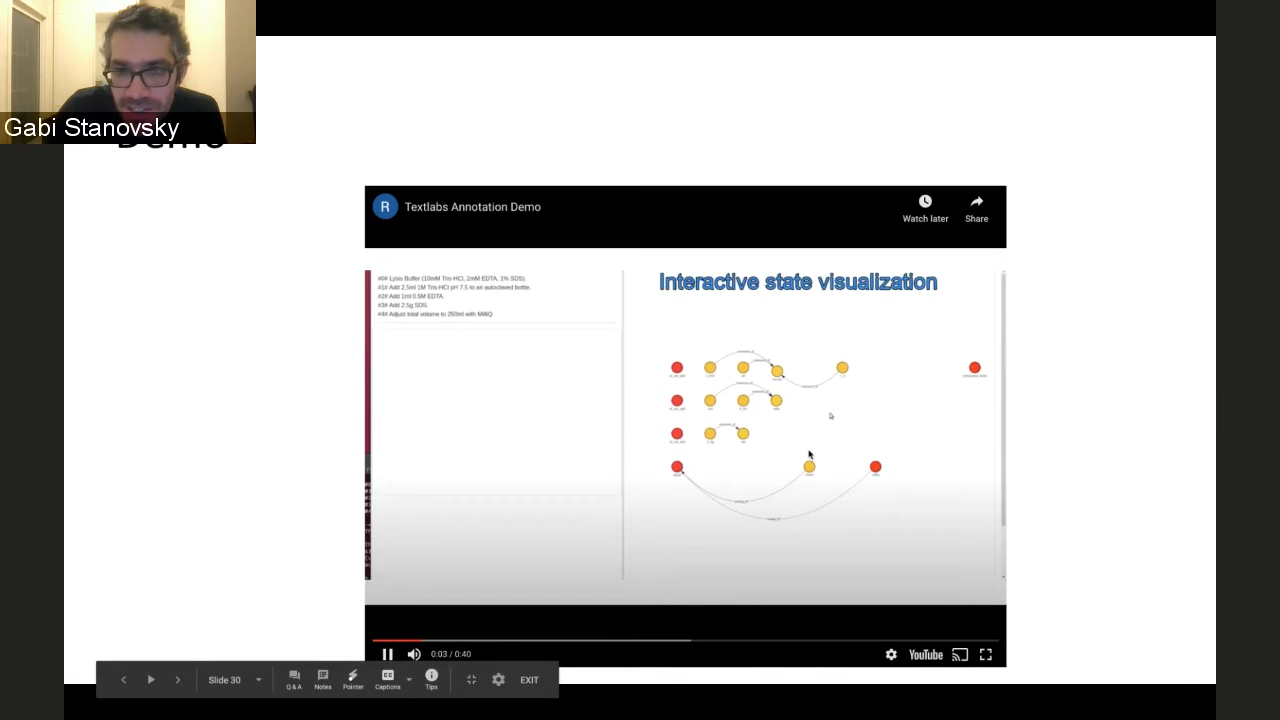 Gabi Stanovsky
Demo
R Textlabs Annotation Demo
Watch later
Share
#0# Lysis Buffer (10mM Tris-HCl, 2mM EDTA, 1% SDS).
#1# Add 2.5ml 1M Tris-HCl pH 7.5 to an autoclaved bottle.
#2# Add 1ml 0.5M EDTA.
#3# Add 2.5g SDS.
#4# Adjust total volume to 250ml with MilliQ
Interactive state visualization
0:03 / 0:40
YouTube
Slide 30
Q & A
Notes
Pointer
CC
Captions
Tips
EXIT